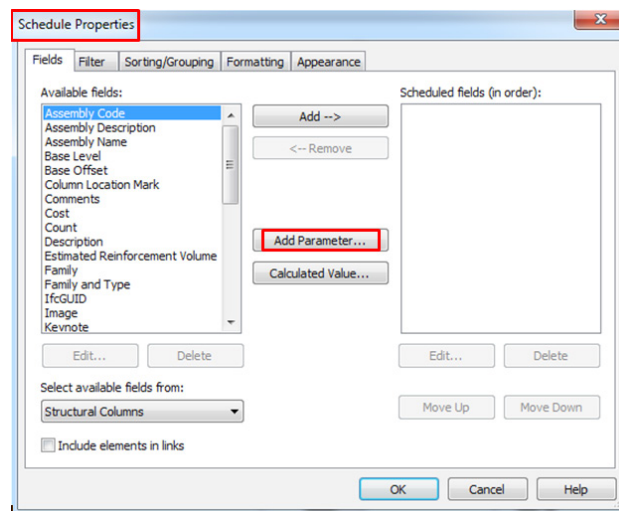 Schedule Properties
x
Fields Filter Sorting/Grouping Formatting Appearance
Available fields:
Scheduled fields (in order):
Assembly Code
Assembly Description
Assembly Name
Base Level
Base Offset
Column Location Mark
Comments
Cost
Count
Description
Estimated Reinforcement Volume
Family
Family and Type
IfcGUID
Image
Keynote
Add -->
<-- Remove
Add Parameter...
Calculated Value...
Edit... Delete
Edit... Delete
Select available fields from:
Structural Columns
Move Up Move Down
Include elements in links
OK Cancel Help